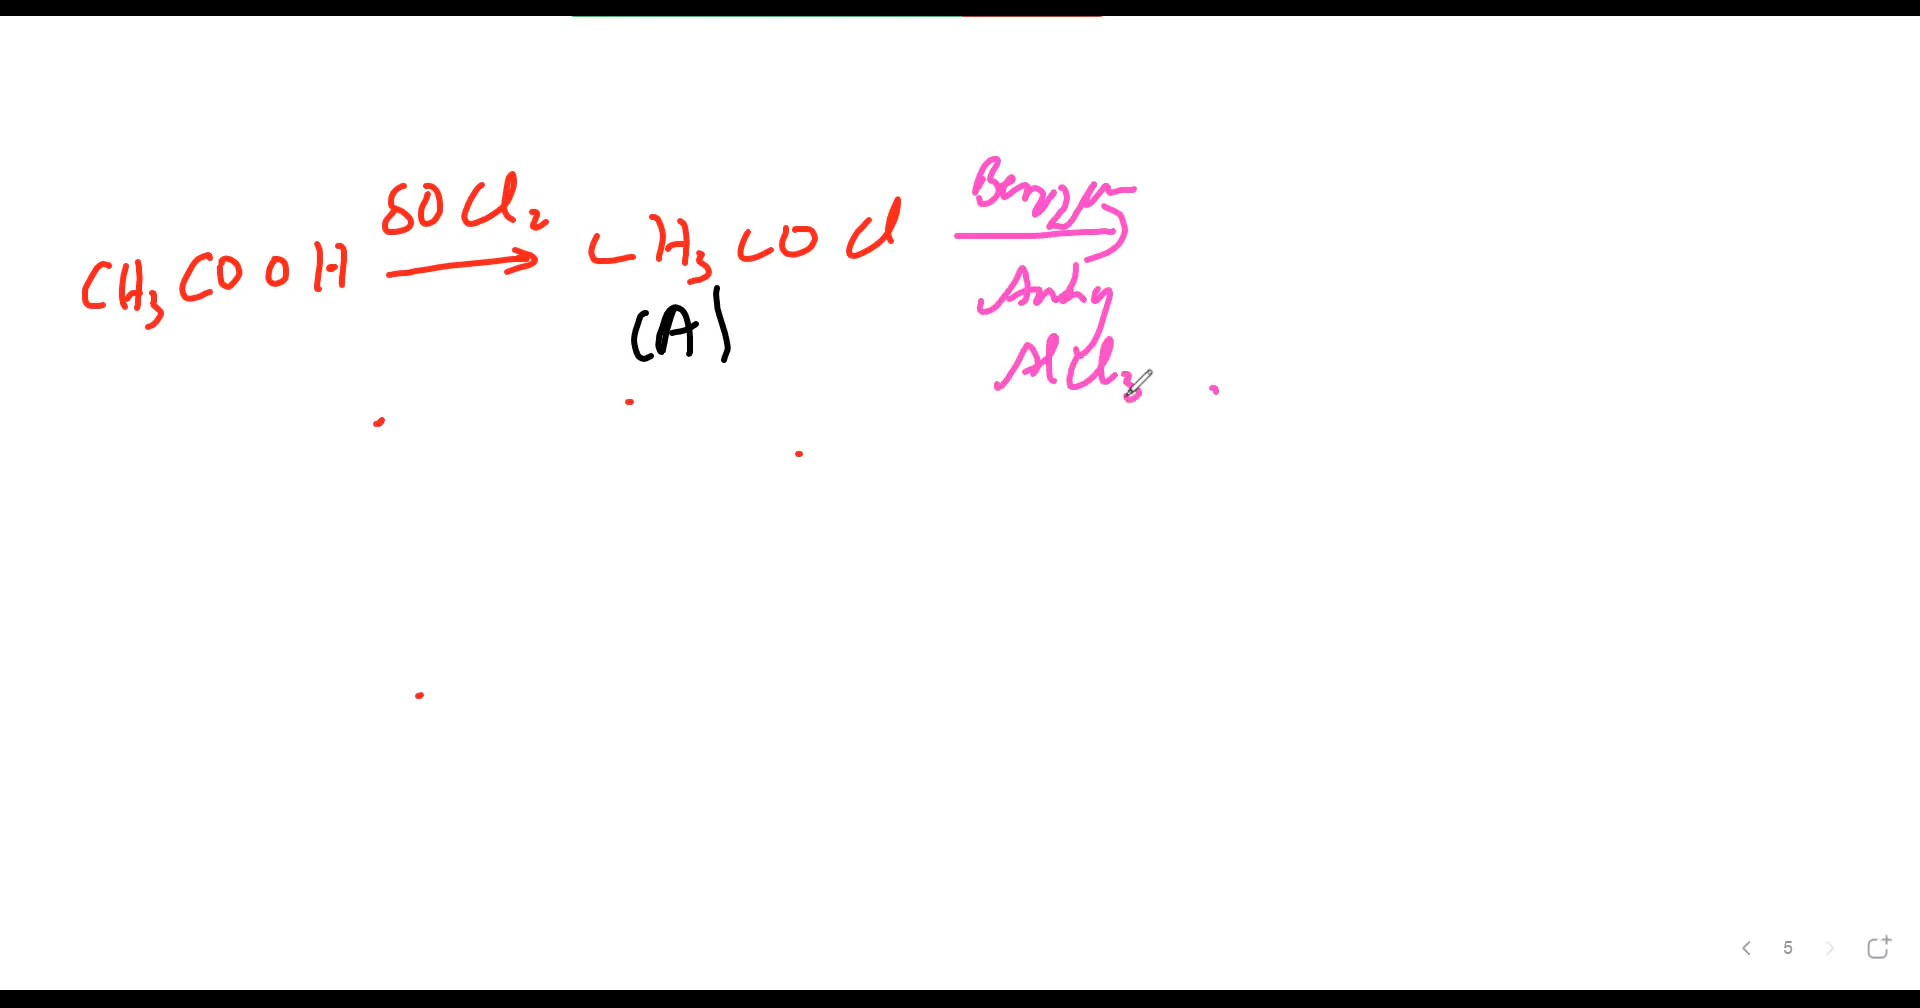 CH₃COOH SOCl₂ CH₃COCl
(A)
Benzene
Anhy
AlCl₃
5